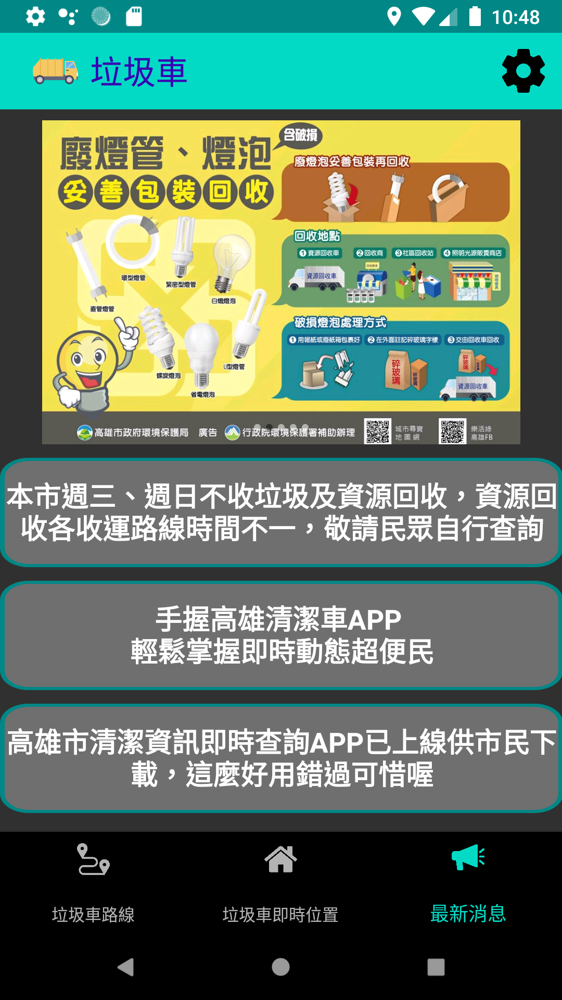 10:48
垃圾車
廢燈管、燈泡
含破損
妥善包裝回收
直管燈管
環型燈管
緊密型燈管
白熾燈泡
螺旋燈泡
省電燈泡
U型燈管
廢燈泡妥善包裝再回收
回收地點
1 資源回收車
2 回收商
3 社區回收站
4 照明光源販賣商店
資源回收車
破損燈泡處理方式
1 用報紙或廢紙箱包裹好
2 在外面註記碎玻璃字樣
3 交由回收車回收
碎玻璃
碎玻璃
碎玻璃
資源回收車
高雄市政府環境保護局 廣告
行政院環境保護署補助辦理
城市尋寶
地圖網
樂活綠
高雄FB
本市週三、週日不收垃圾及資源回收，資源回
收各收運路線時間不一，敬請民眾自行查詢
手握高雄清潔車APP
輕鬆掌握即時動態超便民
高雄市清潔資訊即時查詢APP已上線供市民下
載，這麼好用錯過可惜喔
垃圾車路線
垃圾車即時位置
最新消息